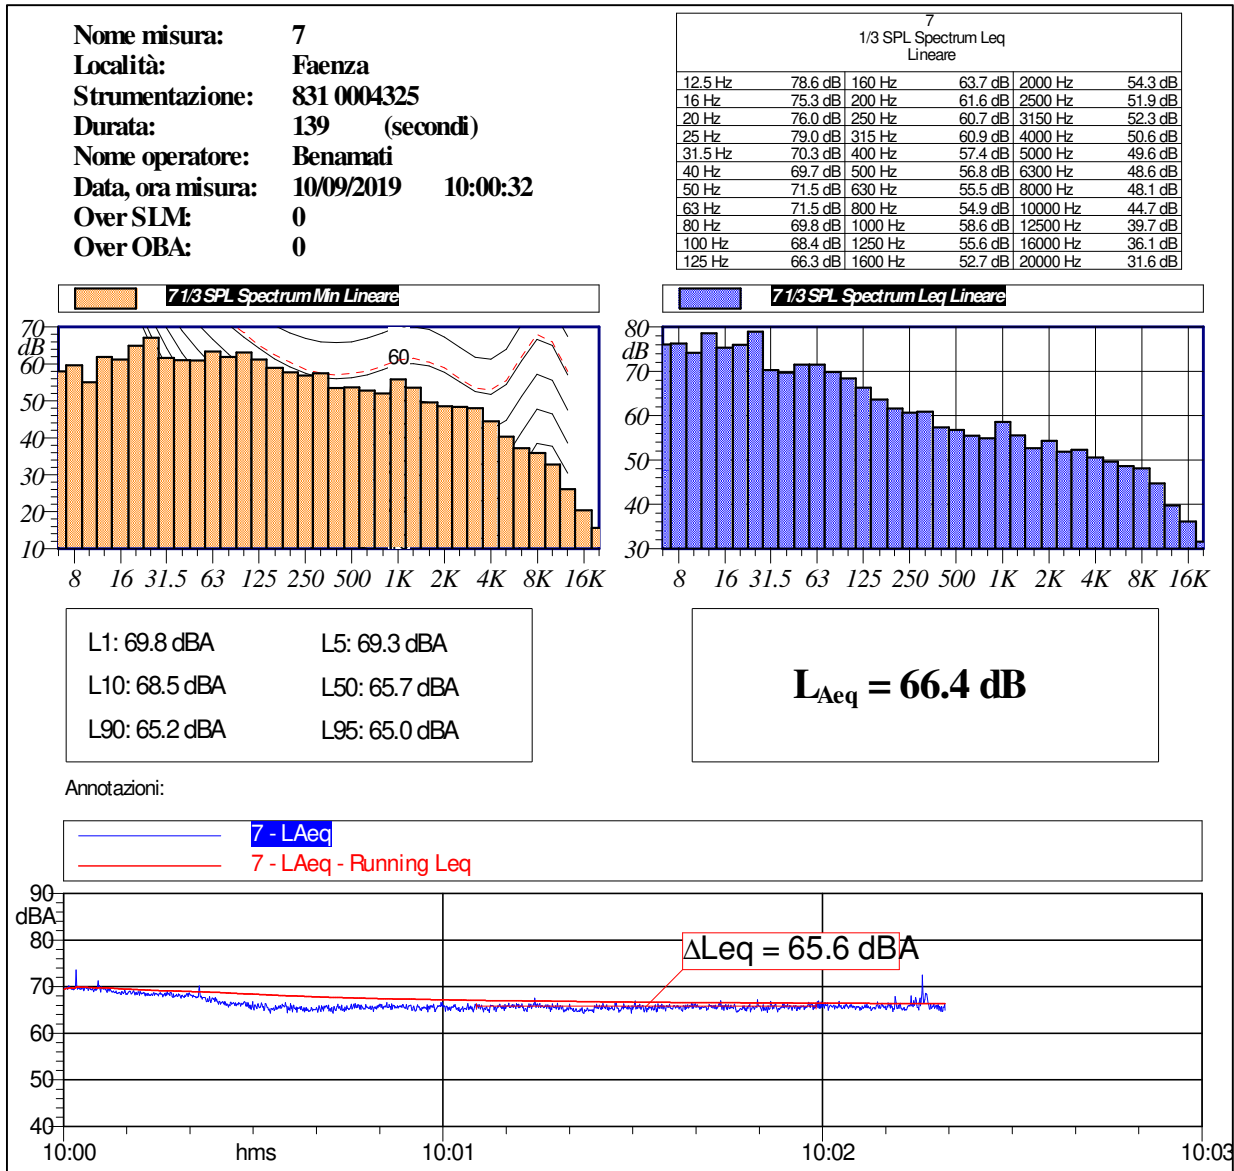 Nome misura: 7
Località: Faenza
Strumentazione: 831 0004325
Durata: 139 (secondi)
Nome operatore: Benamati
Data, ora misura: 10/09/2019 10:00:32
Over SLM: 0
Over OBA: 0
7
1/3 SPL Spectrum Leq
Lineare
12.5 Hz 78.6 dB 160 Hz 63.7 dB 2000 Hz 54.3 dB
16 Hz 75.3 dB 200 Hz 61.6 dB 2500 Hz 51.9 dB
20 Hz 76.0 dB 250 Hz 60.7 dB 3150 Hz 52.3 dB
25 Hz 79.0 dB 315 Hz 60.9 dB 4000 Hz 50.6 dB
31.5 Hz 70.3 dB 400 Hz 57.4 dB 5000 Hz 49.6 dB
40 Hz 69.7 dB 500 Hz 56.8 dB 6300 Hz 48.6 dB
50 Hz 71.5 dB 630 Hz 55.5 dB 8000 Hz 48.1 dB
63 Hz 71.5 dB 800 Hz 54.9 dB 10000 Hz 44.7 dB
80 Hz 69.8 dB 1000 Hz 58.6 dB 12500 Hz 39.7 dB
100 Hz 68.4 dB 1250 Hz 55.6 dB 16000 Hz 36.1 dB
125 Hz 66.3 dB 1600 Hz 52.7 dB 20000 Hz 31.6 dB
7 1/3 SPL Spectrum Min Lineare
70
dB
60
50
40
30
20
10
60
8 16 31.5 63 125 250 500 1K 2K 4K 8K 16K
7 1/3 SPL Spectrum Leq Lineare
80
dB
70
60
50
40
30
8 16 31.5 63 125 250 500 1K 2K 4K 8K 16K
L1: 69.8 dBA L5: 69.3 dBA
L10: 68.5 dBA L50: 65.7 dBA
L90: 65.2 dBA L95: 65.0 dBA
LAeq = 66.4 dB
Annotazioni:
7 - LAeq
7 - LAeq - Running Leq
90
dBA
80
70
60
50
40
ΔLeq = 65.6 dBA
10:00 hms 10:01 10:02 10:03